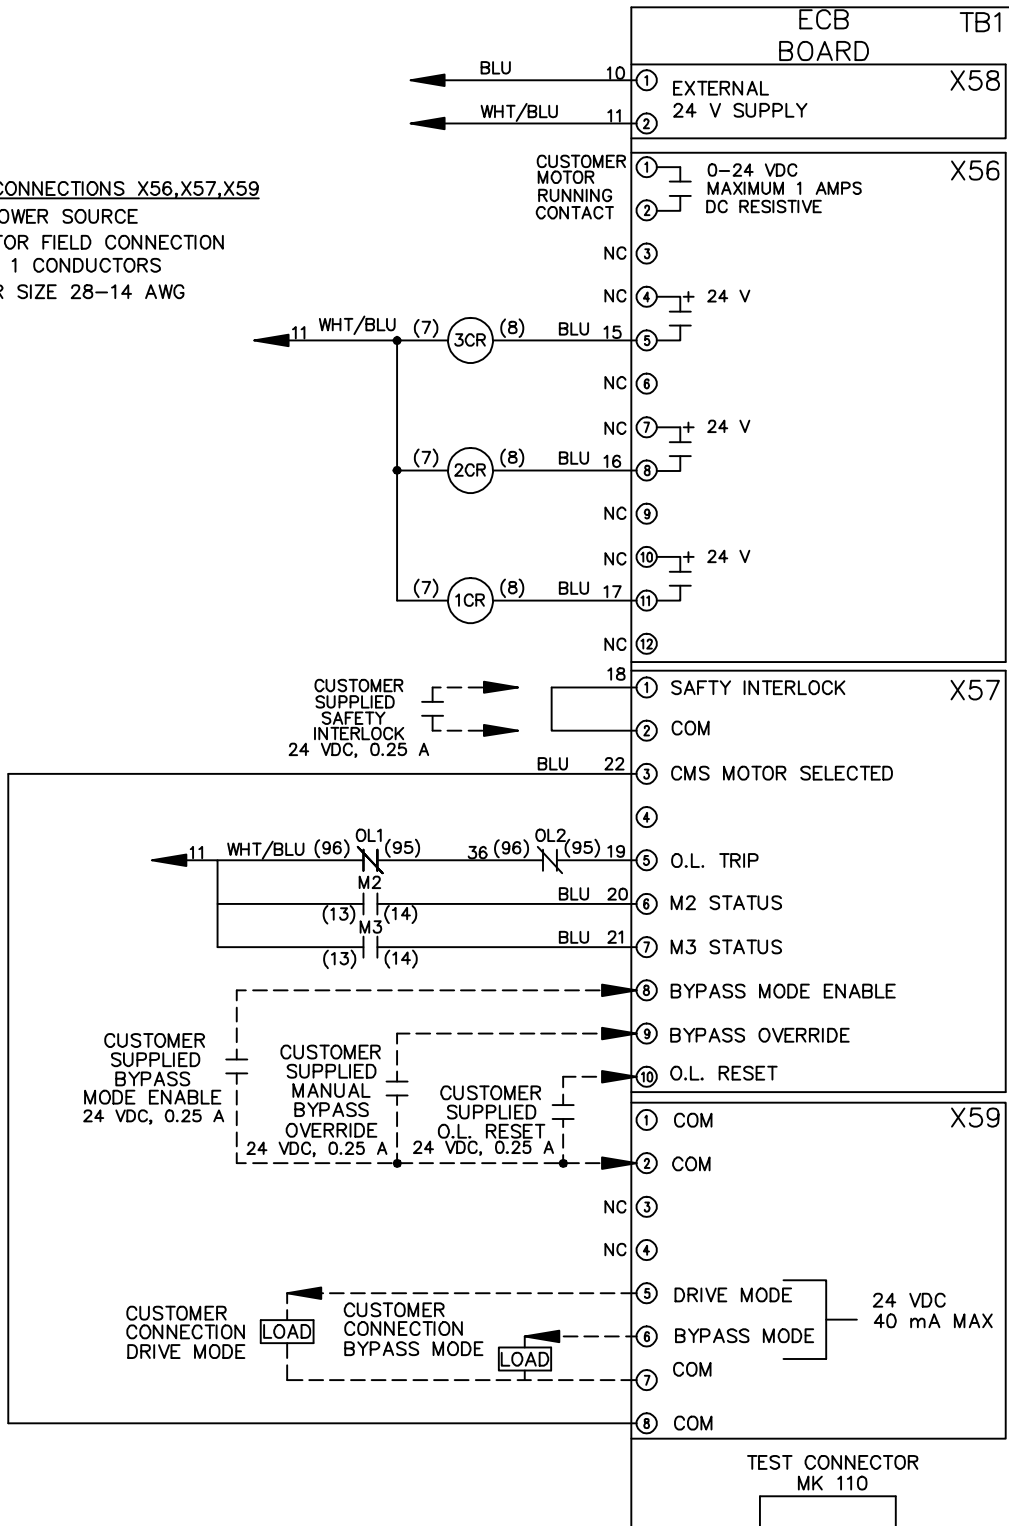 ECB
BOARD
TB1
BLU 10 ① EXTERNAL
24 V SUPPLY
X58
WHT/BLU 11 ②
CONNECTIONS X56,X57,X59
OWER SOURCE
TOR FIELD CONNECTION
1 CONDUCTORS
R SIZE 28-14 AWG
CUSTOMER
MOTOR
RUNNING
CONTACT
① ②
0-24 VDC
MAXIMUM 1 AMPS
DC RESISTIVE
X56
NC ③
NC ④ + 24 V
11 WHT/BLU (7) 3CR (8) BLU 15 ⑤
NC ⑥
NC ⑦ + 24 V
(7) 2CR (8) BLU 16 ⑧
NC ⑨
NC ⑩ + 24 V
(7) 1CR (8) BLU 17 ⑪
NC ⑫
CUSTOMER
SUPPLIED
SAFETY
INTERLOCK
24 VDC, 0.25 A
18 ① SAFTY INTERLOCK
X57
② COM
BLU 22 ③ CMS MOTOR SELECTED
④
11 WHT/BLU (96) OL1 (95) 36 (96) OL2 (95) 19 ⑤ O.L. TRIP
M2
(13) (14) BLU 20 ⑥ M2 STATUS
M3
(13) (14) BLU 21 ⑦ M3 STATUS
⑧ BYPASS MODE ENABLE
⑨ BYPASS OVERRIDE
⑩ O.L. RESET
CUSTOMER
SUPPLIED
BYPASS
MODE ENABLE
24 VDC, 0.25 A
CUSTOMER
SUPPLIED
MANUAL
BYPASS
OVERRIDE
24 VDC, 0.25 A
CUSTOMER
SUPPLIED
O.L. RESET
24 VDC, 0.25 A
① COM
X59
② COM
NC ③
NC ④
⑤ DRIVE MODE
⑥ BYPASS MODE
⑦ COM
⑧ COM
24 VDC
40 mA MAX
CUSTOMER
CONNECTION
DRIVE MODE
LOAD
CUSTOMER
CONNECTION
BYPASS MODE
LOAD
TEST CONNECTOR
MK 110